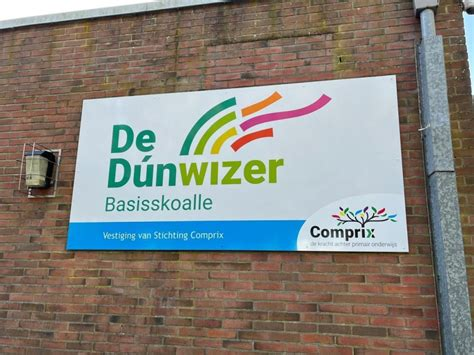 De
Dúnwizer
Basisskoalle
Vestiging van Stichting Comprix
Comprix
de kracht achter primair onderwijs